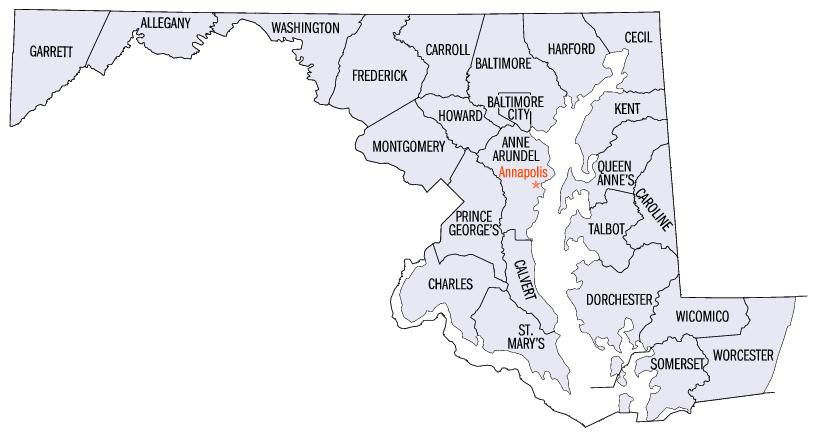 GARRETT
ALLEGANY
WASHINGTON
FREDERICK
CARROLL
BALTIMORE
HARFORD
CECIL
BALTIMORE
CITY
KENT
HOWARD
MONTGOMERY
ANNE
ARUNDEL
Annapolis
QUEEN
ANNE'S
CAROLINE
PRINCE
GEORGE'S
TALBOT
CHARLES
CALVERT
DORCHESTER
WICOMICO
ST.
MARY'S
SOMERSET
WORCESTER